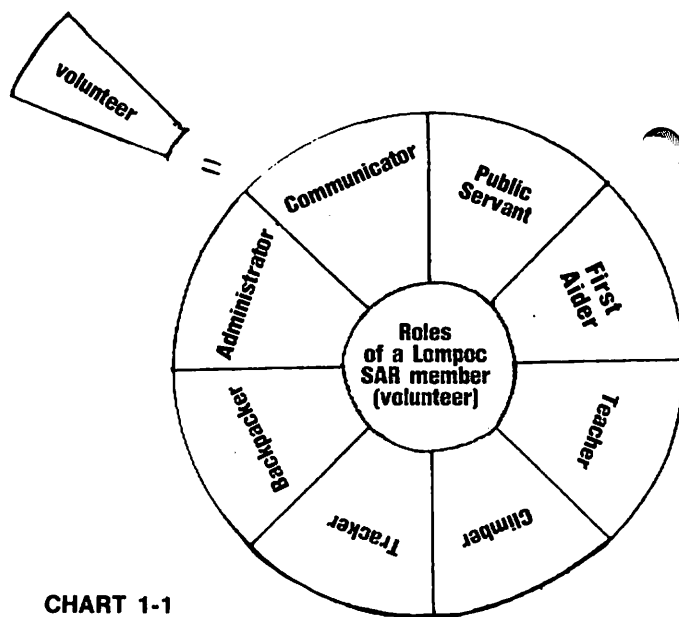 volunteer
=
Communicator
Public
Servant
First
Aider
Teacher
Climber
Tracker
Backpacker
Administrator
Roles
of a Lompoc
SAR member
(volunteer)
CHART 1-1